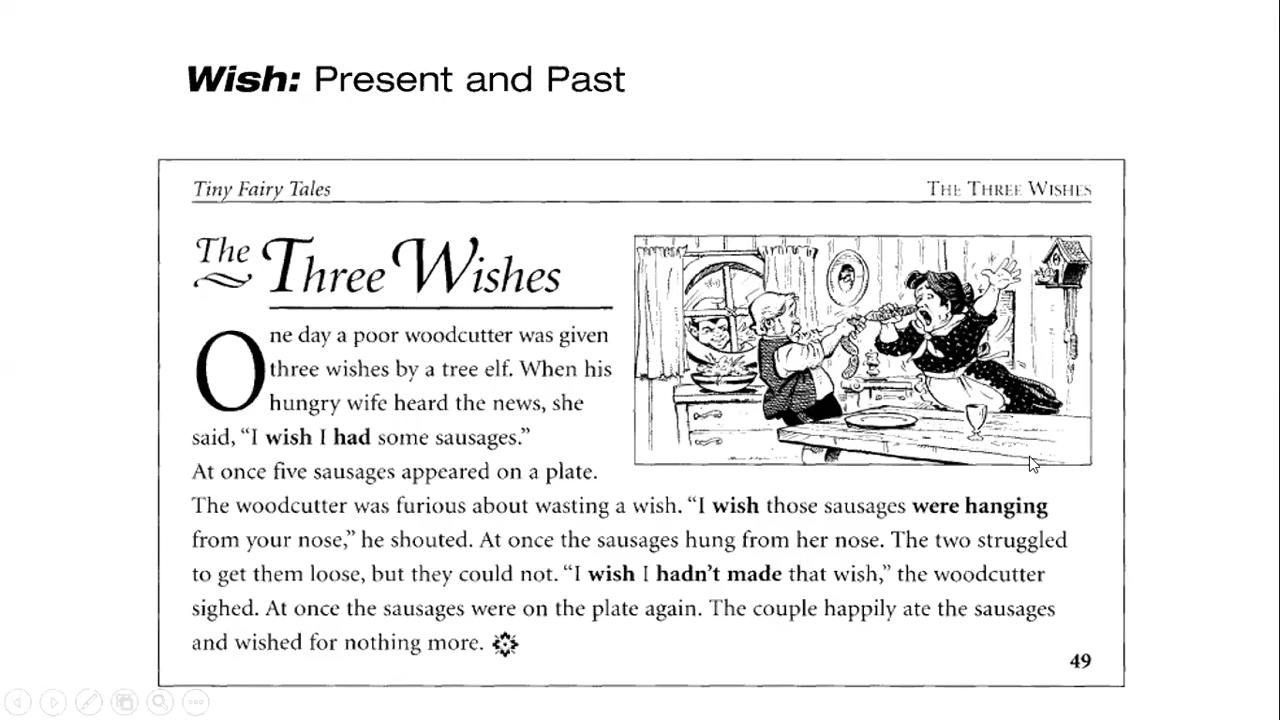 Wish: Present and Past
Tiny Fairy Tales
THE THREE WISHES
The Three Wishes
One day a poor woodcutter was given
three wishes by a tree elf. When his
hungry wife heard the news, she
said, “I wish I had some sausages.”
At once five sausages appeared on a plate.
The woodcutter was furious about wasting a wish. “I wish those sausages were hanging
from your nose,” he shouted. At once the sausages hung from her nose. The two struggled
to get them loose, but they could not. “I wish I hadn’t made that wish,” the woodcutter
sighed. At once the sausages were on the plate again. The couple happily ate the sausages
and wished for nothing more.
49